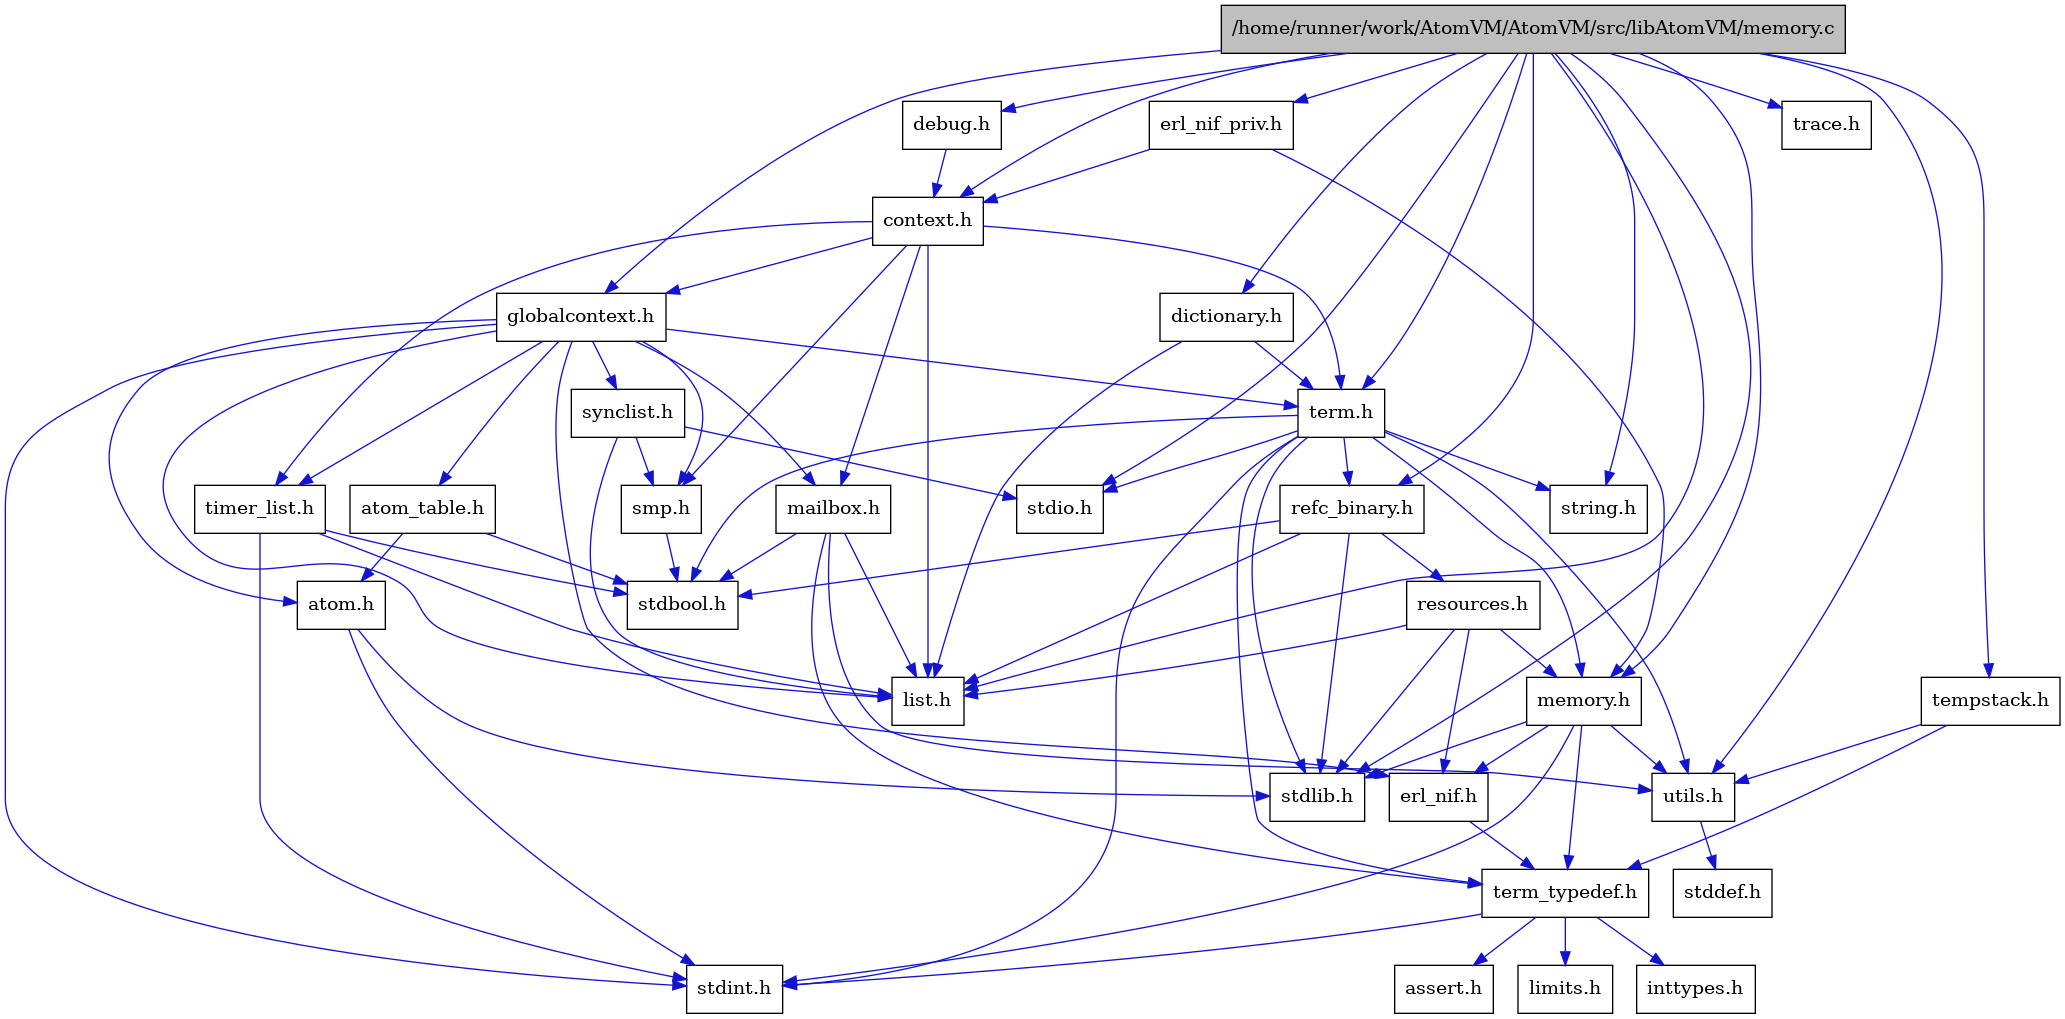 /home/runner/work/AtomVM/AtomVM/src/libAtomVM/memory.c
debug.h
erl_nif_priv.h
trace.h
context.h
globalcontext.h
dictionary.h
synclist.h
term.h
timer_list.h
atom_table.h
smp.h
mailbox.h
stdio.h
refc_binary.h
string.h
atom.h
stdbool.h
resources.h
list.h
memory.h
tempstack.h
stdlib.h
erl_nif.h
utils.h
term_typedef.h
stddef.h
stdint.h
assert.h
limits.h
inttypes.h